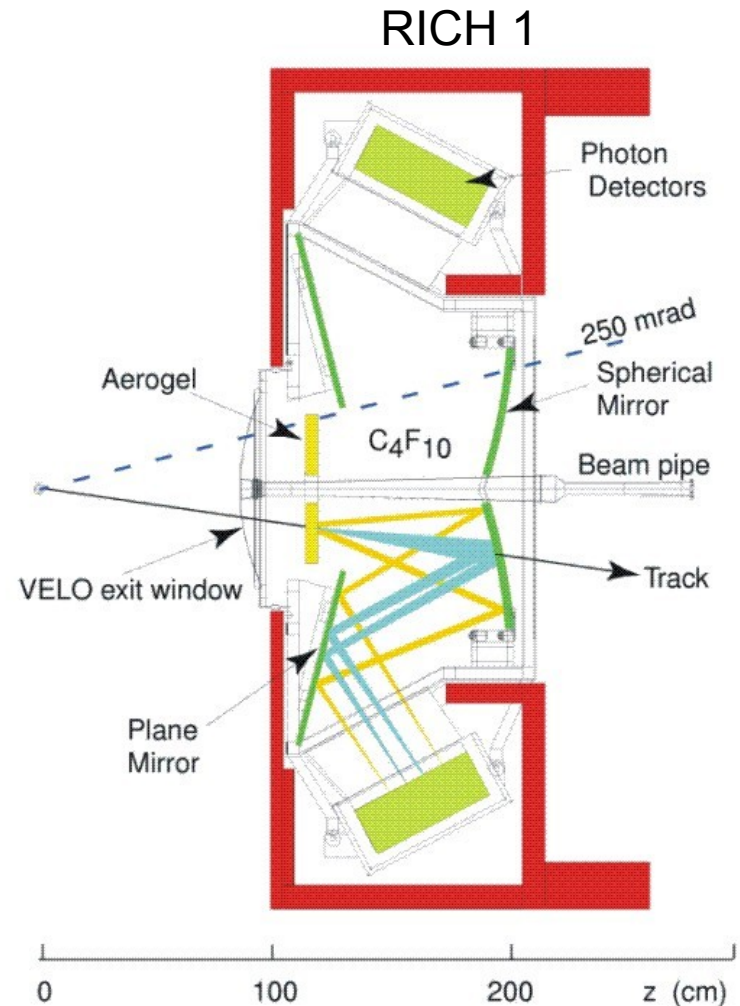 RICH 1
Photon
Detectors
250 mrad
Aerogel
Spherical
Mirror
C₄F₁₀
Beam pipe
VELO exit window
Track
Plane
Mirror
0 100 200 z (cm)